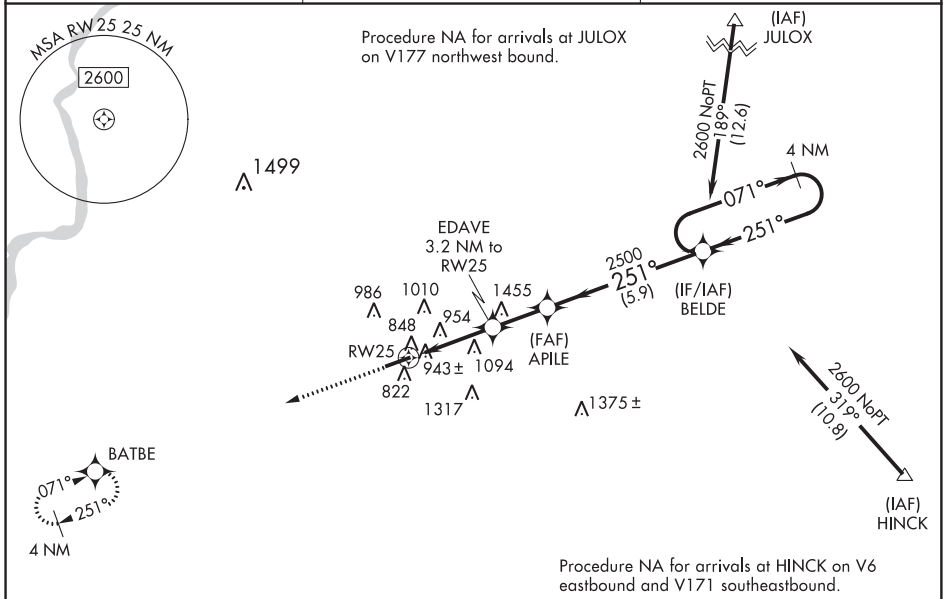 MSA RW25 25 NM
2600
Procedure NA for arrivals at JULOX
on V177 northwest bound.
(IAF)
JULOX
2600 NoPT
189°
(12.6)
4 NM
071°
251°
1499
EDAVE
3.2 NM to
RW25
2500
251°
(5.9)
(IF/IAF)
BELDE
986
1010
1455
954
848
(FAF)
APILE
RW25
943±
1094
822
1317
1375±
2600 NoPT
319°
(10.8)
(IAF)
HINCK
BATBE
071°
251°
4 NM
Procedure NA for arrivals at HINCK on V6
eastbound and V171 southeastbound.